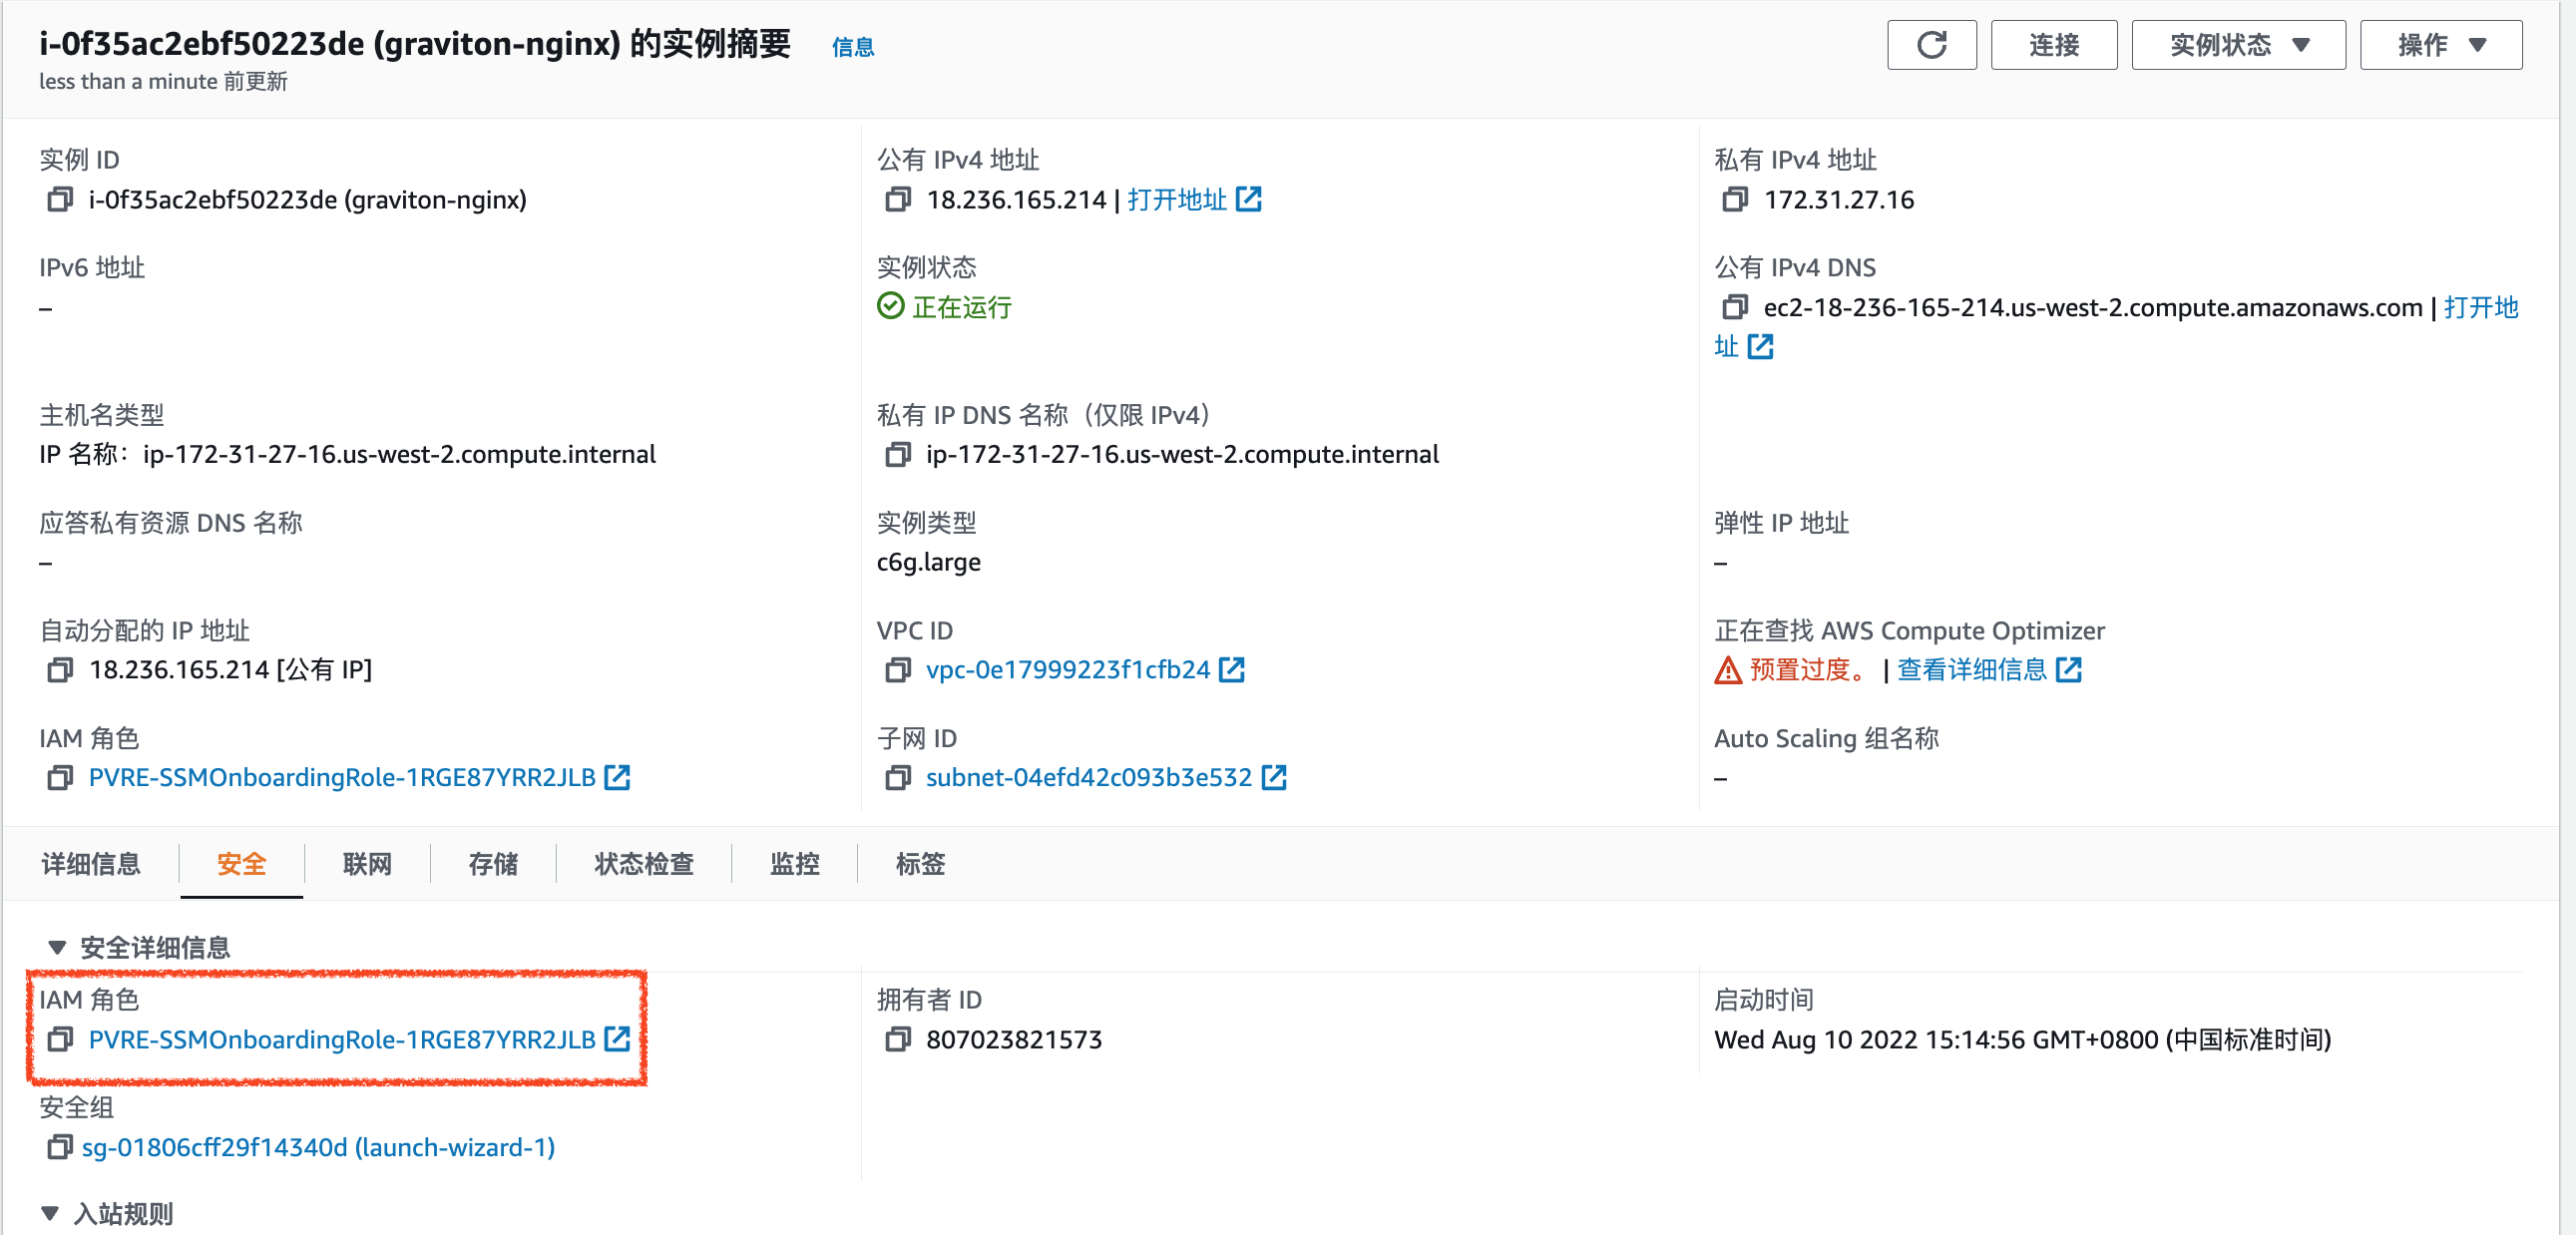 i-0f35ac2ebf50223de (graviton-nginx) 的实例摘要 信息
less than a minute 前更新
连接 实例状态 操作
实例 ID
i-0f35ac2ebf50223de (graviton-nginx)
公有 IPv4 地址
18.236.165.214 | 打开地址
私有 IPv4 地址
172.31.27.16
IPv6 地址
–
实例状态
正在运行
公有 IPv4 DNS
ec2-18-236-165-214.us-west-2.compute.amazonaws.com | 打开地
址
主机名类型
IP 名称：ip-172-31-27-16.us-west-2.compute.internal
私有 IP DNS 名称（仅限 IPv4）
ip-172-31-27-16.us-west-2.compute.internal
应答私有资源 DNS 名称
–
实例类型
c6g.large
弹性 IP 地址
–
自动分配的 IP 地址
18.236.165.214 [公有 IP]
VPC ID
vpc-0e17999223f1cfb24
正在查找 AWS Compute Optimizer
预置过度。 | 查看详细信息
IAM 角色
PVRE-SSMOnboardingRole-1RGE87YRR2JLB
子网 ID
subnet-04efd42c093b3e532
Auto Scaling 组名称
–
详细信息 安全 联网 存储 状态检查 监控 标签
安全详细信息
IAM 角色
PVRE-SSMOnboardingRole-1RGE87YRR2JLB
拥有者 ID
807023821573
启动时间
Wed Aug 10 2022 15:14:56 GMT+0800 (中国标准时间)
安全组
sg-01806cff29f14340d (launch-wizard-1)
入站规则